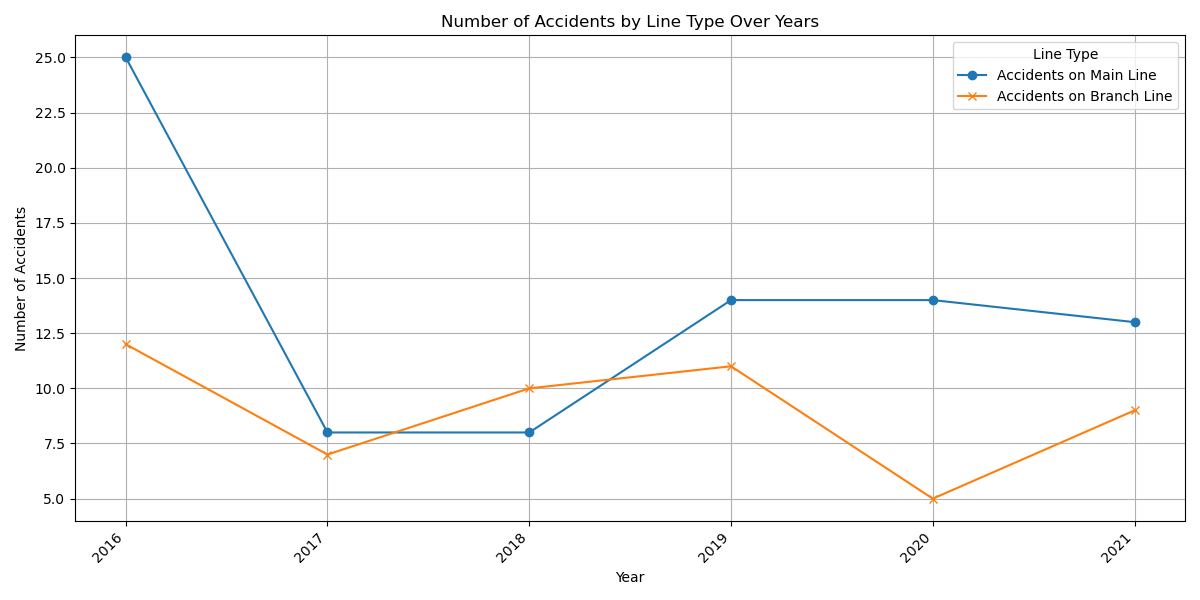 Number of Accidents by Line Type Over Years
Line Type
Accidents on Main Line
Accidents on Branch Line
Number of Accidents
25.0
22.5
20.0
17.5
15.0
12.5
10.0
7.5
5.0
2016
2017
2018
2019
2020
2021
Year